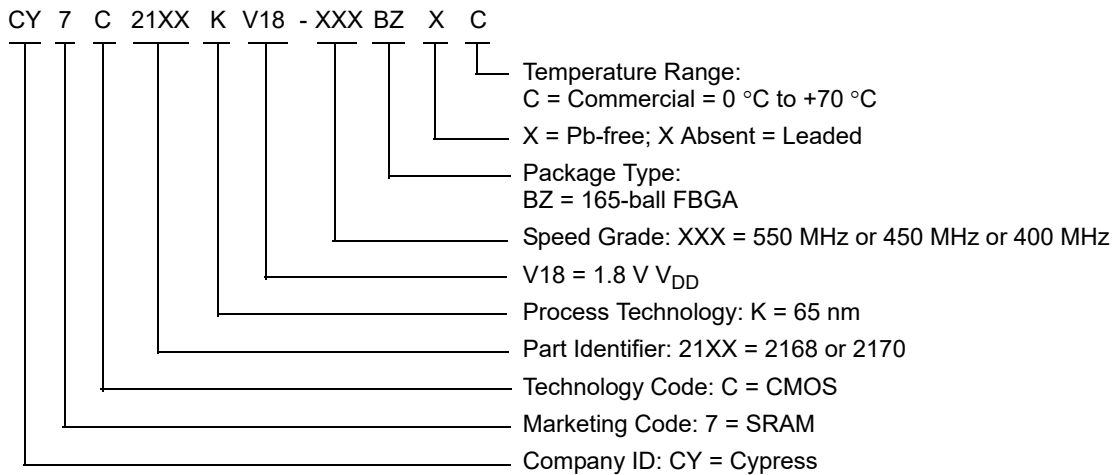 CY 7 C 21XX K V18 - XXX BZ X C
Temperature Range:
C = Commercial = 0 °C to +70 °C
X = Pb-free; X Absent = Leaded
Package Type:
BZ = 165-ball FBGA
Speed Grade: XXX = 550 MHz or 450 MHz or 400 MHz
V18 = 1.8 V VDD
Process Technology: K = 65 nm
Part Identifier: 21XX = 2168 or 2170
Technology Code: C = CMOS
Marketing Code: 7 = SRAM
Company ID: CY = Cypress